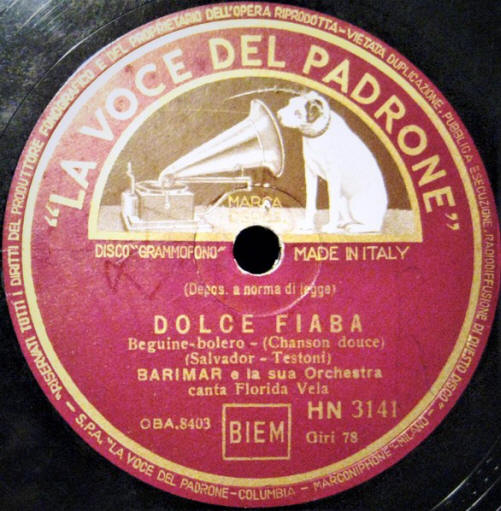 "RISERVATI TUTTI I DIRITTI DEL PRODUTTORE FONOGRAFICO E DEL PROPRIETARIO DELL'OPERA RIPRODOTTA - VIETATA DUPLICAZIONE, PUBBLICA ESECUZIONE, RADIODIFFUSIONE DI QUESTO DISCO"
"LA VOCE DEL PADRONE"
MARCA
DISCO "GRAMMOFONO" MADE IN ITALY
(Depos. a norma di legge)
DOLCE FIABA
Beguine-bolero - (Chanson douce)
(Salvador - Testoni)
BARIMAR e la sua Orchestra
canta Florida Vela
OBA.8403 BIEM HN 3141
Giri 78
S.P.A. "LA VOCE DEL PADRONE - COLUMBIA - MARCONIPHONE" - MILANO -